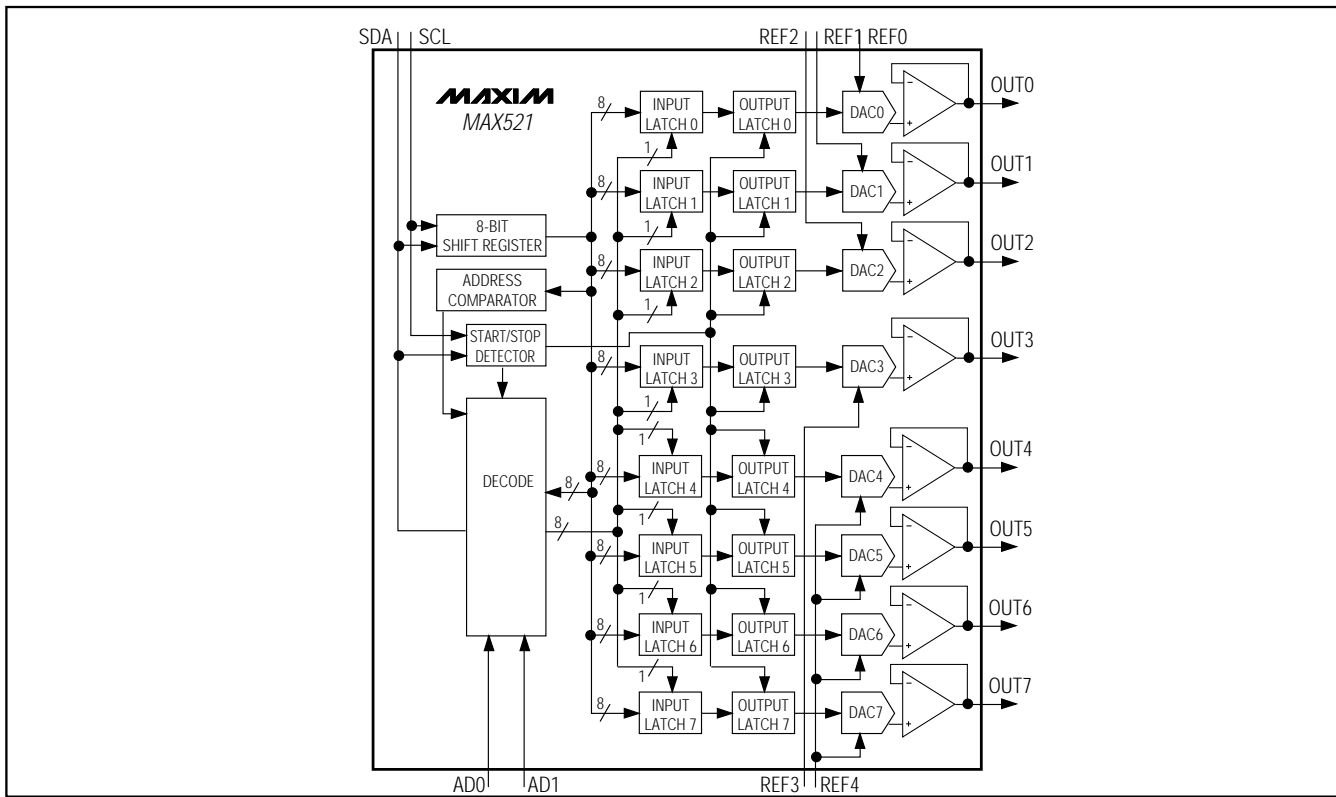 SDA SCL REF2 REF1 REF0
MAXIM
MAX521
8 INPUT LATCH 0 OUTPUT LATCH 0 DAC0 - + OUT0
1
8 INPUT LATCH 1 OUTPUT LATCH 1 DAC1 - + OUT1
1
8-BIT
SHIFT REGISTER
8 INPUT LATCH 2 OUTPUT LATCH 2 DAC2 - + OUT2
1
ADDRESS
COMPARATOR
START/STOP
DETECTOR
8 INPUT LATCH 3 OUTPUT LATCH 3 DAC3 - + OUT3
1
1
DECODE
8
8 INPUT LATCH 4 OUTPUT LATCH 4 DAC4 - + OUT4
1
8
8 INPUT LATCH 5 OUTPUT LATCH 5 DAC5 - + OUT5
1
8 INPUT LATCH 6 OUTPUT LATCH 6 DAC6 - + OUT6
1
8 INPUT LATCH 7 OUTPUT LATCH 7 DAC7 - + OUT7
AD0 AD1 REF3 REF4